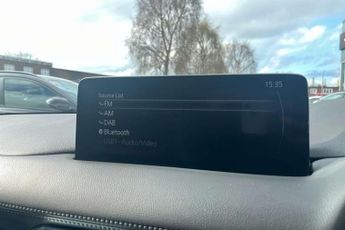 15:35
Source List
FM
AM
DAB
Bluetooth
USB1 - Audio/Video